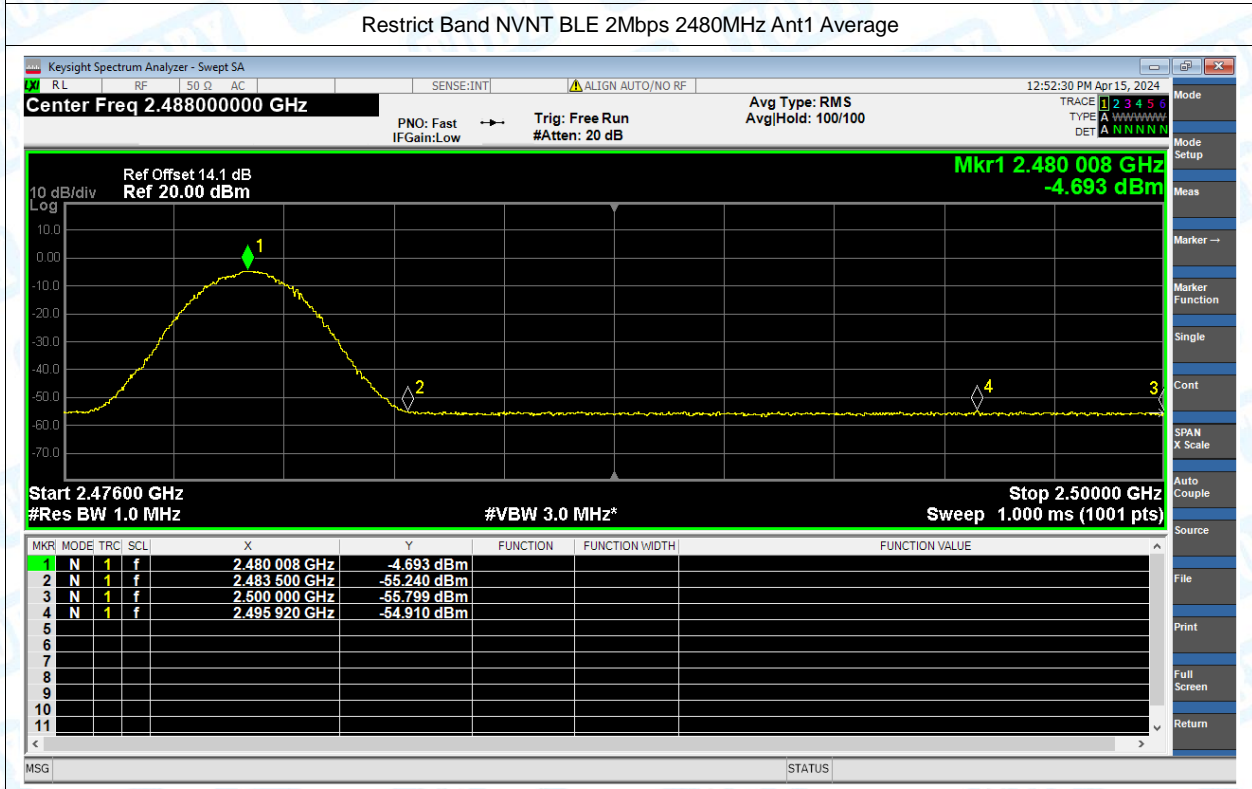 Restrict Band NVNT BLE 2Mbps 2480MHz Ant1 Average
Keysight Spectrum Analyzer - Swept SA
LXI RL RF 50 Ω AC SENSE:INT ALIGN AUTO/NO RF 12:52:30 PM Apr 15, 2024
Center Freq 2.488000000 GHz
PNO: Fast
IFGain:Low
Trig: Free Run
#Atten: 20 dB
Avg Type: RMS
Avg|Hold: 100/100
TRACE 1 2 3 4 5 6
TYPE A WWWWW
DET A N N N N N
Mkr1 2.480 008 GHz
-4.693 dBm
Ref Offset 14.1 dB
10 dB/div Ref 20.00 dBm
Log
10.0
0.00
-10.0
-20.0
-30.0
-40.0
-50.0
-60.0
-70.0
1
2
4
3
Start 2.47600 GHz Stop 2.50000 GHz
#Res BW 1.0 MHz #VBW 3.0 MHz* Sweep 1.000 ms (1001 pts)
MKR MODE TRC SCL X Y FUNCTION FUNCTION WIDTH FUNCTION VALUE
1 N 1 f 2.480 008 GHz -4.693 dBm
2 N 1 f 2.483 500 GHz -55.240 dBm
3 N 1 f 2.500 000 GHz -55.799 dBm
4 N 1 f 2.495 920 GHz -54.910 dBm
5
6
7
8
9
10
11
MSG STATUS
Mode
Mode Setup
Meas
Marker →
Marker Function
Single
Cont
SPAN X Scale
Auto Couple
Source
File
Print
Full Screen
Return